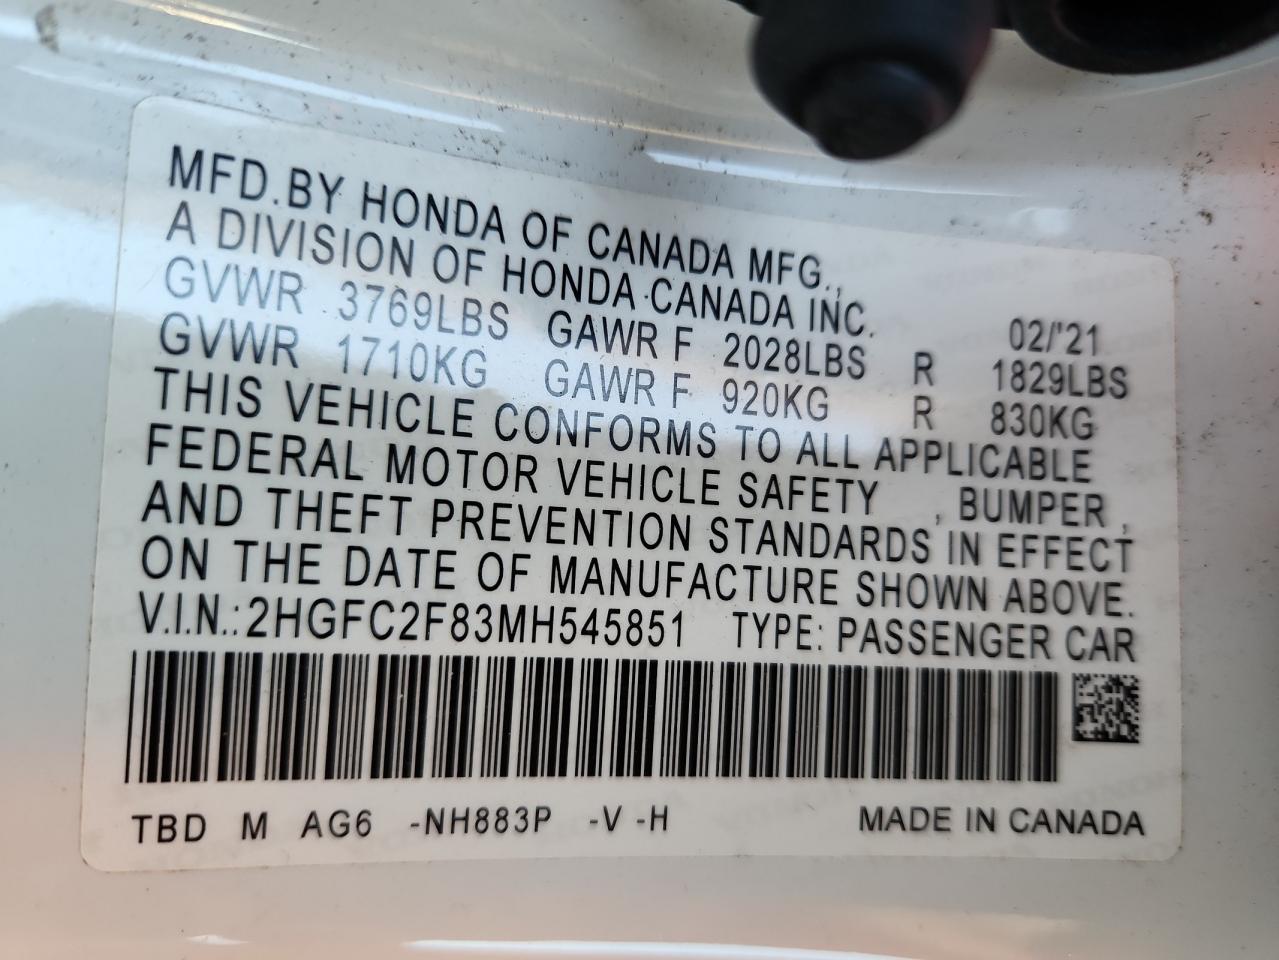 MFD.BY HONDA OF CANADA MFG.,
A DIVISION OF HONDA CANADA INC. 02/'21
GVWR 3769LBS GAWR F 2028LBS R 1829LBS
GVWR 1710KG GAWR F 920KG R 830KG
THIS VEHICLE CONFORMS TO ALL APPLICABLE
FEDERAL MOTOR VEHICLE SAFETY , BUMPER ,
AND THEFT PREVENTION STANDARDS IN EFFECT
ON THE DATE OF MANUFACTURE SHOWN ABOVE.
V.I.N.:2HGFC2F83MH545851 TYPE: PASSENGER CAR
TBD M AG6 -NH883P -V -H MADE IN CANADA